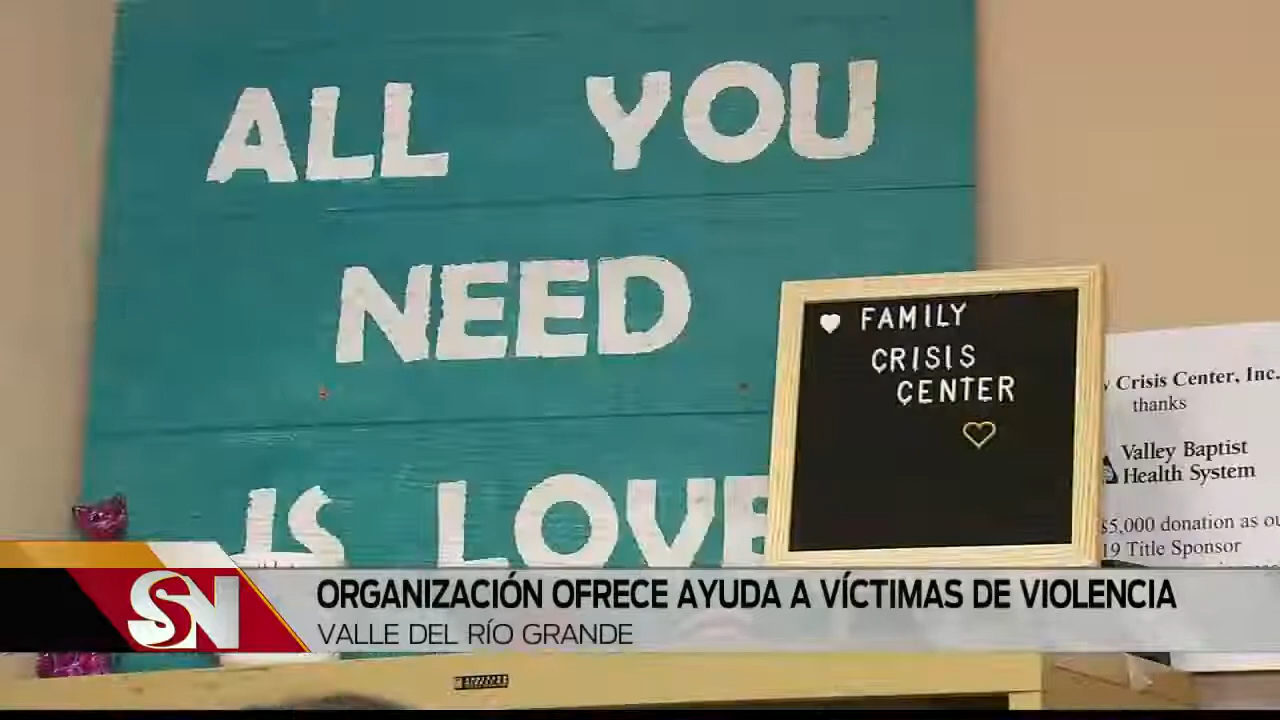 ALL YOU
NEED
IS LOVE
FAMILY
CRISIS
CENTER
Crisis Center, Inc.
thanks
Valley Baptist
Health System
$5,000 donation as
19 Title Sponsor
SN
ORGANIZACIÓN OFRECE AYUDA A VÍCTIMAS DE VIOLENCIA
VALLE DEL RÍO GRANDE